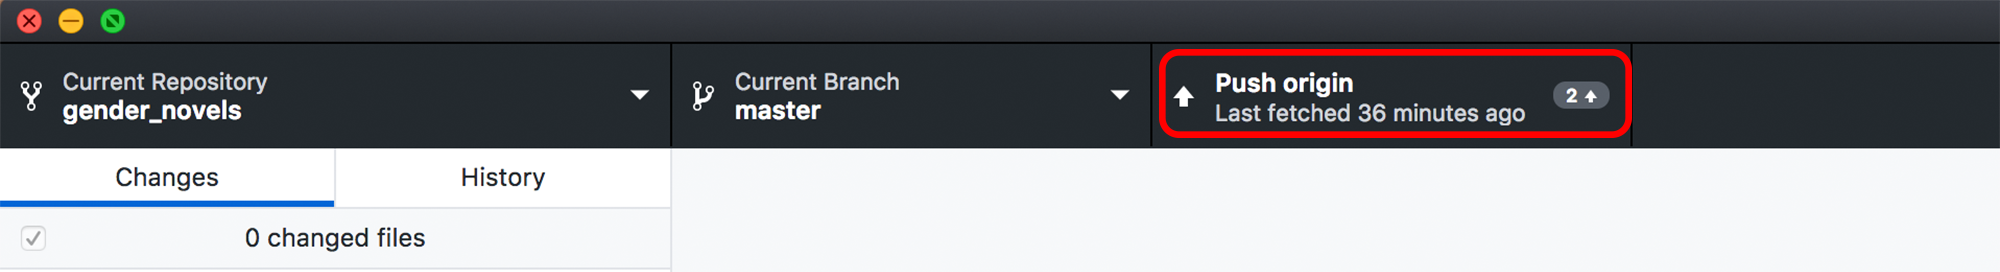 Current Repository
gender_novels
Current Branch
master
Push origin
Last fetched 36 minutes ago
2
Changes
History
0 changed files